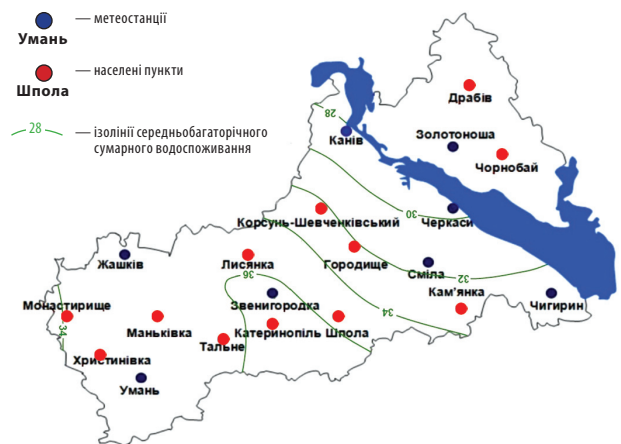 — метеостанції
Умань
— населені пункти
Шпола
28 — ізолінії середньобагаторічного
сумарного водоспоживання
Драбів
28
Золотоноша
Канів
Чорнобай
30
Корсунь-Шевченківський
Черкаси
Жашків
Лисянка
Городище
36
Сміла
32
Кам'янка
Монастирище
Звенигородка
Чигирин
34
34
Маньківка
Катеринопіль
Шпола
Тальне
Христинівка
Умань